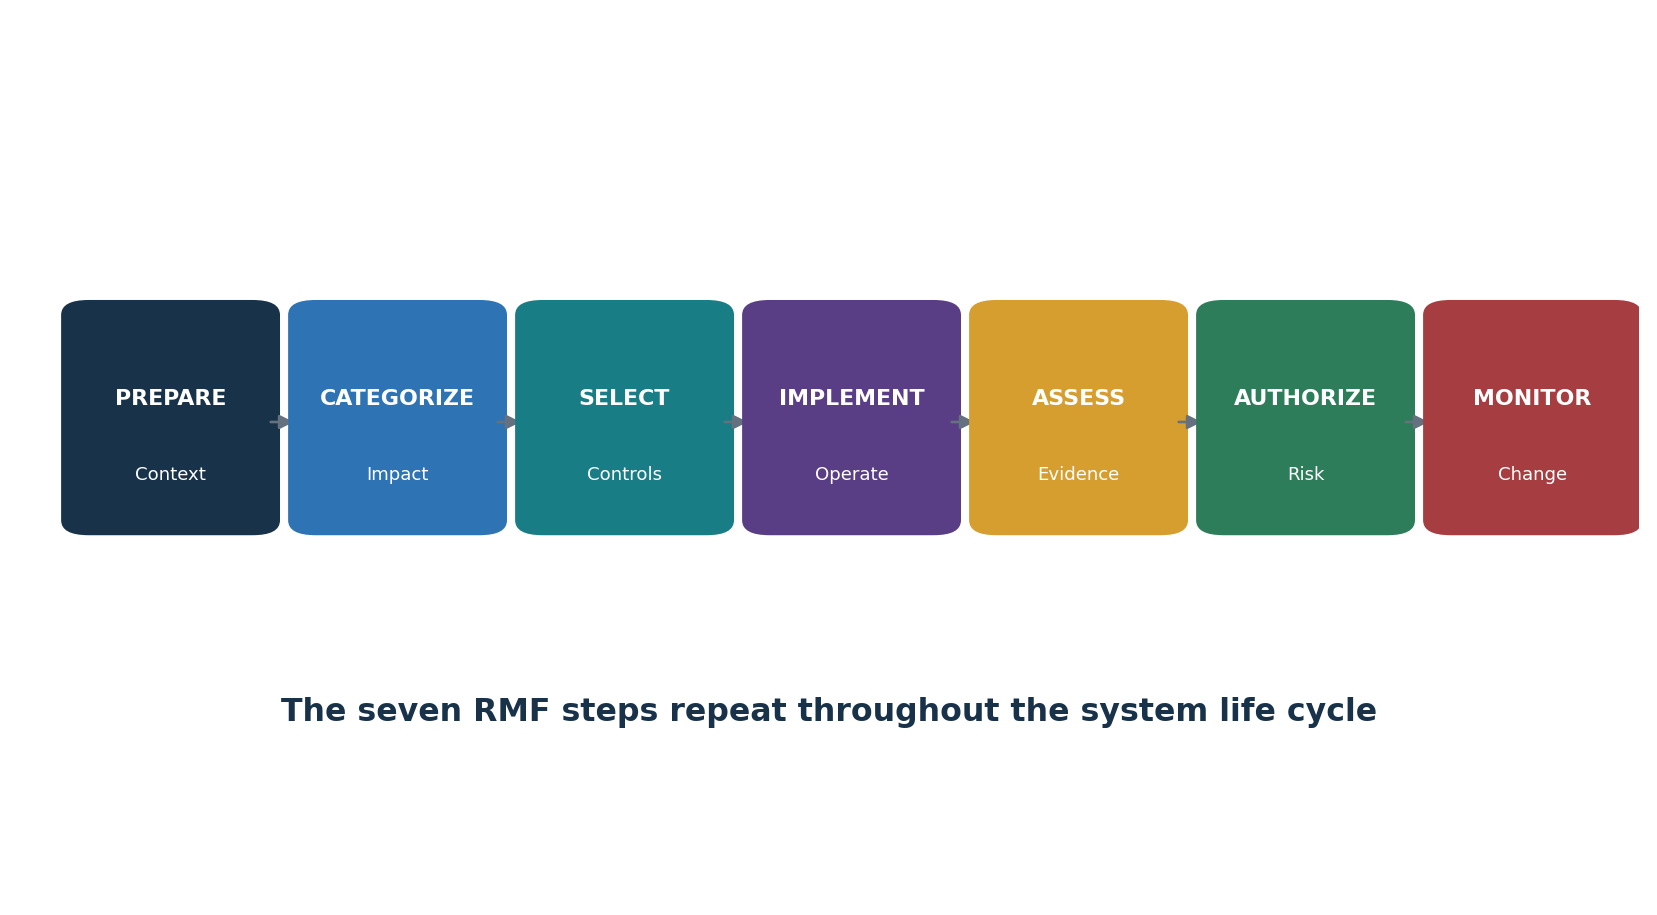 PREPARE
Context
CATEGORIZE
Impact
SELECT
Controls
IMPLEMENT
Operate
ASSESS
Evidence
AUTHORIZE
Risk
MONITOR
Change
The seven RMF steps repeat throughout the system life cycle